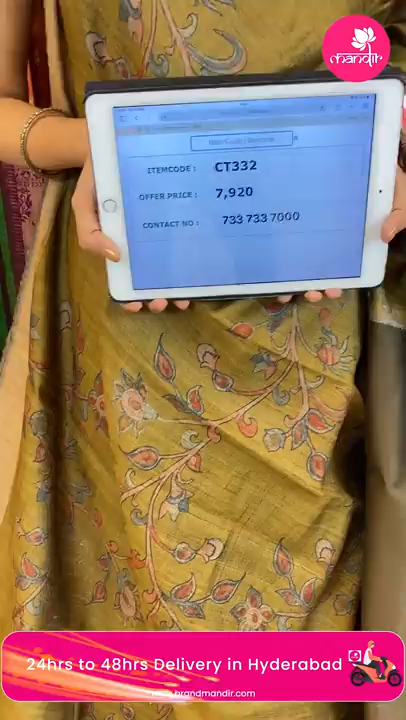 mandir
ITEMCODE : CT332
OFFER PRICE : 7,920
CONTACT NO : 733 733 7000
24hrs to 48hrs Delivery in Hyderabad
www.brandmandir.com